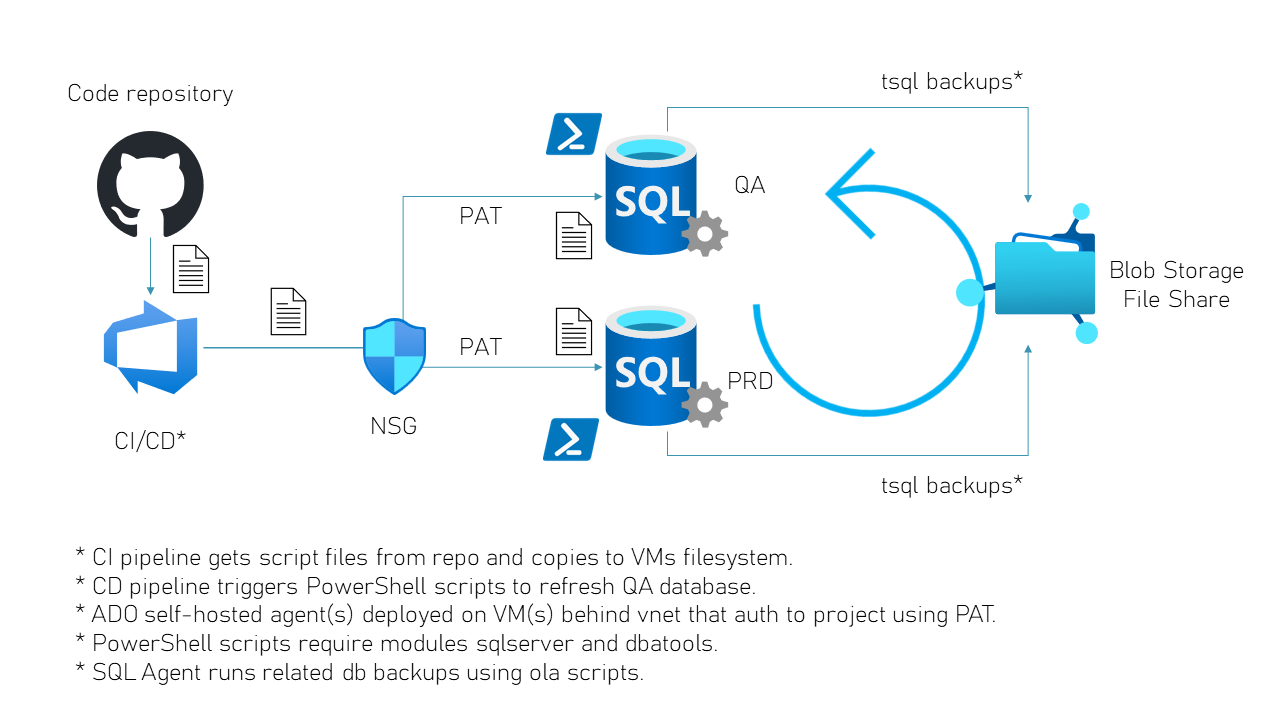 tsql backups*
Code repository
SQL
QA
PAT
Blob Storage
File Share
PAT
SQL
PRD
NSG
CI/CD*
tsql backups*
* CI pipeline gets script files from repo and copies to VMs filesystem.
* CD pipeline triggers PowerShell scripts to refresh QA database.
* ADO self-hosted agent(s) deployed on VM(s) behind vnet that auth to project using PAT.
* PowerShell scripts require modules sqlserver and dbatools.
* SQL Agent runs related db backups using ola scripts.